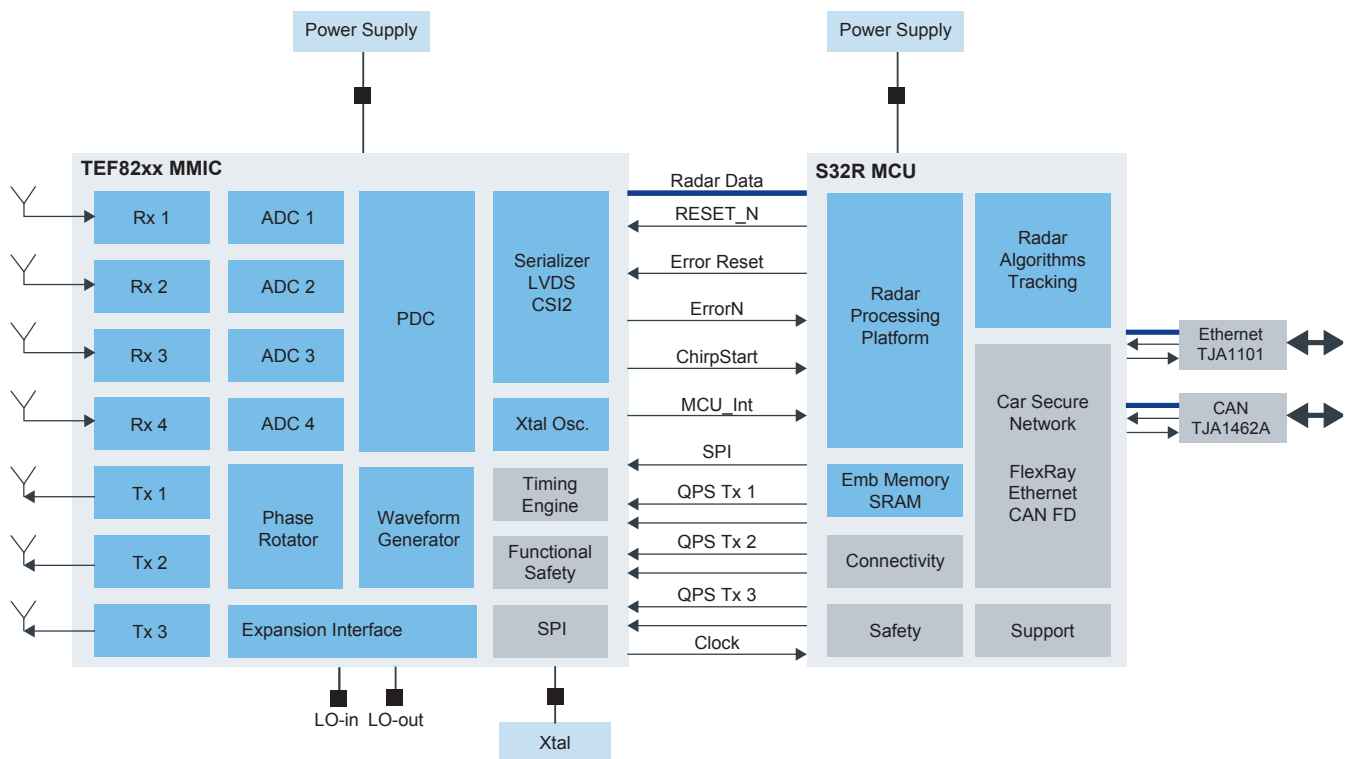 Power Supply
Power Supply
TEF82xx MMIC
S32R MCU
Rx 1
Rx 2
Rx 3
Rx 4
Tx 1
Tx 2
Tx 3
ADC 1
ADC 2
ADC 3
ADC 4
Phase
Rotator
PDC
Waveform
Generator
Expansion Interface
Serializer
LVDS
CSI2
Xtal Osc.
Timing
Engine
Functional
Safety
SPI
LO-in
LO-out
Xtal
Radar Data
RESET_N
Error Reset
ErrorN
ChirpStart
MCU_Int
SPI
QPS Tx 1
QPS Tx 2
QPS Tx 3
Clock
Radar
Processing
Platform
Emb Memory
SRAM
Connectivity
Safety
Radar
Algorithms
Tracking
Car Secure
Network
FlexRay
Ethernet
CAN FD
Support
Ethernet
TJA1101
CAN
TJA1462A